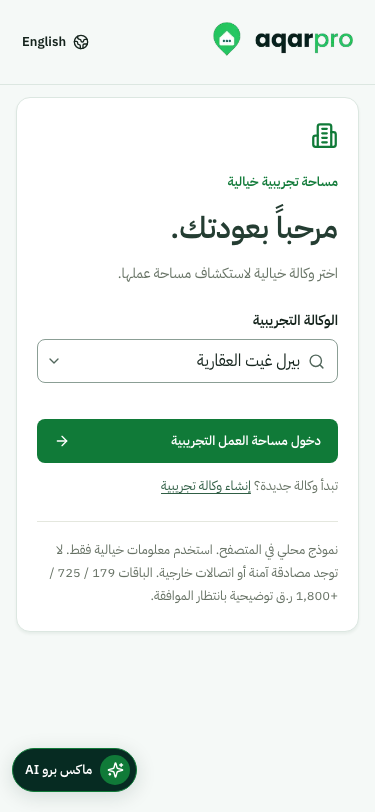 aqarpro
English
مساحة تجريبية خيالية
مرحباً بعودتك.
اختر وكالة خيالية لاستكشاف مساحة عملها.
الوكالة التجريبية
بيرل غيت العقارية
دخول مساحة العمل التجريبية
تبدأ وكالة جديدة؟ إنشاء وكالة تجريبية
نموذج محلي في المتصفح. استخدم معلومات خيالية فقط. لا
توجد مصادقة آمنة أو اتصالات خارجية. الباقات 179 / 725 /
1,800+ ر.ق توضيحية بانتظار الموافقة.
ماكس برو AI